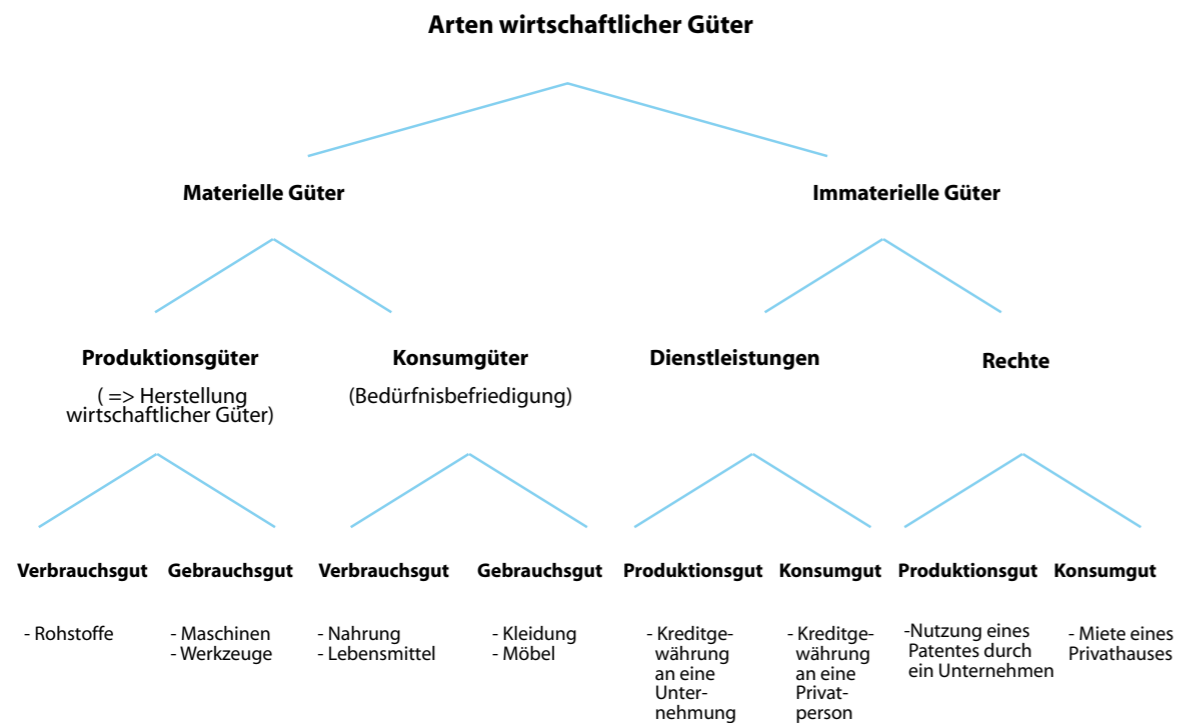 Arten wirtschaftlicher Güter
Materielle Güter
Immaterielle Güter
Produktionsgüter
( => Herstellung
wirtschaftlicher Güter)
Konsumgüter
(Bedürfnisbefriedigung)
Dienstleistungen
Rechte
Verbrauchsgut
Gebrauchsgut
Verbrauchsgut
Gebrauchsgut
Produktionsgut
Konsumgut
Produktionsgut
Konsumgut
- Rohstoffe
- Maschinen
- Werkzeuge
- Nahrung
- Lebensmittel
- Kleidung
- Möbel
- Kreditge-
währung
an eine
Unter-
nehmung
- Kreditge-
währung
an eine
Privat-
person
-Nutzung eines
Patentes durch
ein Unternehmen
- Miete eines
Privathauses